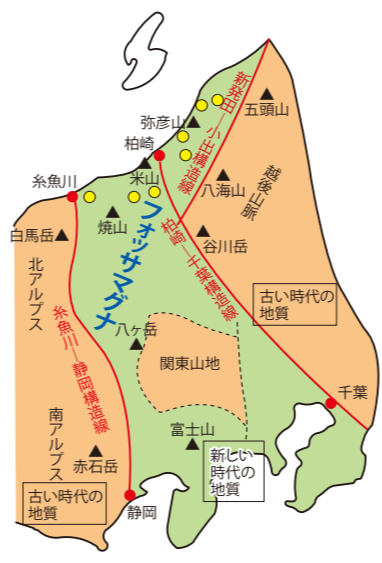 新発田―小出構造線
五頭山
弥彦山
柏崎
米山
糸魚川
八海山
越後山脈
焼山
フォッサマグナ
柏崎―千葉構造線
谷川岳
白馬岳
北アルプス
古い時代の
地質
糸魚川―静岡構造線
八ヶ岳
関東山地
千葉
南アルプス
富士山
新しい
時代の
地質
赤石岳
古い時代の
地質
静岡